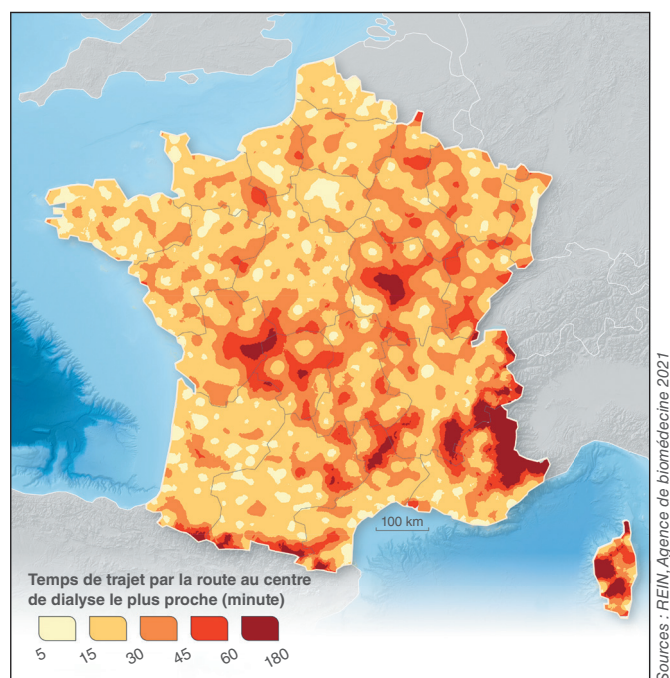 100 km
Temps de trajet par la route au centre
de dialyse le plus proche (minute)
5 15 30 45 60 180
Sources : REIN, Agence de biomédecine 2021